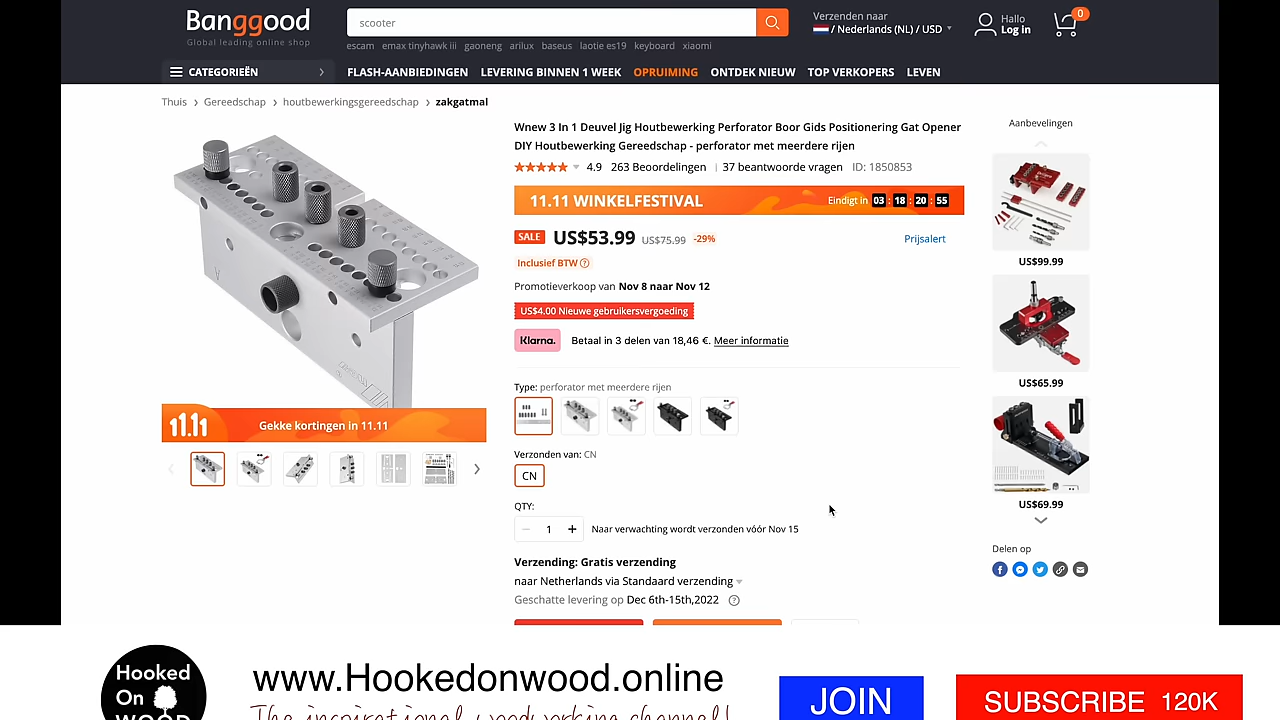 Banggood
Global leading online shop
scooter
escam emax tinyhawk iii gaoneng arilux baseus laotie es19 keyboard xiaomi
Verzenden naar
/ Nederlands (NL) / USD
Hallo
Log in
0
CATEGORIEËN
FLASH-AANBIEDINGEN LEVERING BINNEN 1 WEEK OPRUIMING ONTDEK NIEUW TOP VERKOPERS LEVEN
Thuis > Gereedschap > houtbewerkingsgereedschap > zakgatmal
Wnew 3 In 1 Deuvel Jig Houtbewerking Perforator Boor Gids Positionering Gat Opener
DIY Houtbewerking Gereedschap - perforator met meerdere rijen
4.9 263 Beoordelingen | 37 beantwoorde vragen ID: 1850853
11.11 WINKELFESTIVAL
Eindigt in 03 : 18 : 20 : 55
SALE US$53.99 US$75.99 -29%
Prijsalert
Inclusief BTW ?
Promotieverkoop van Nov 8 naar Nov 12
US$4.00 Nieuwe gebruikersvergoeding
Klarna. Betaal in 3 delen van 18,46 €. Meer informatie
Type: perforator met meerdere rijen
Verzonden van: CN
CN
QTY:
− 1 + Naar verwachting wordt verzonden vóór Nov 15
Verzending: Gratis verzending
naar Netherlands via Standaard verzending
Geschatte levering op Dec 6th-15th,2022 ?
11.11
Gekke kortingen in 11.11
Aanbevelingen
US$99.99
US$65.99
US$69.99
Delen op
Hooked
On
WOOD
www.Hookedonwood.online
The inspirational woodworking channel!
JOIN
SUBSCRIBE 120K